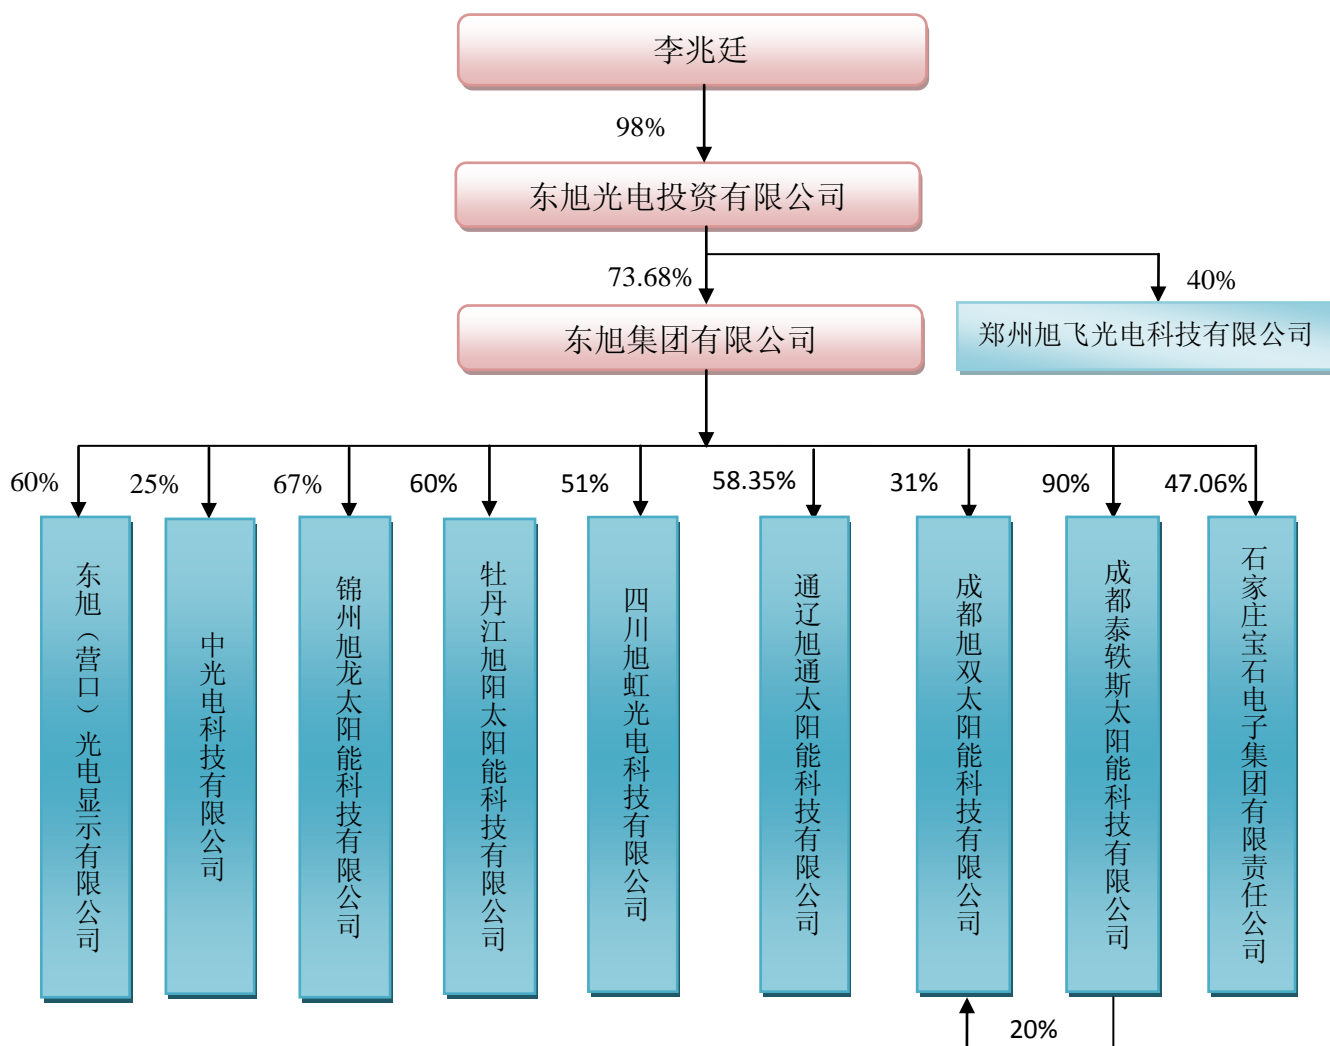 李兆廷
98%
东旭光电投资有限公司
73.68%
40%
东旭集团有限公司
郑州旭飞光电科技有限公司
60%
25%
67%
60%
51%
58.35%
31%
90%
47.06%
东旭（营口）光电显示有限公司
中光电科技有限公司
锦州旭龙太阳能科技有限公司
牡丹江旭阳太阳能科技有限公司
四川旭虹光电科技有限公司
通辽旭通太阳能科技有限公司
成都旭双太阳能科技有限公司
成都泰轶斯太阳能科技有限公司
石家庄宝石电子集团有限责任公司
20%